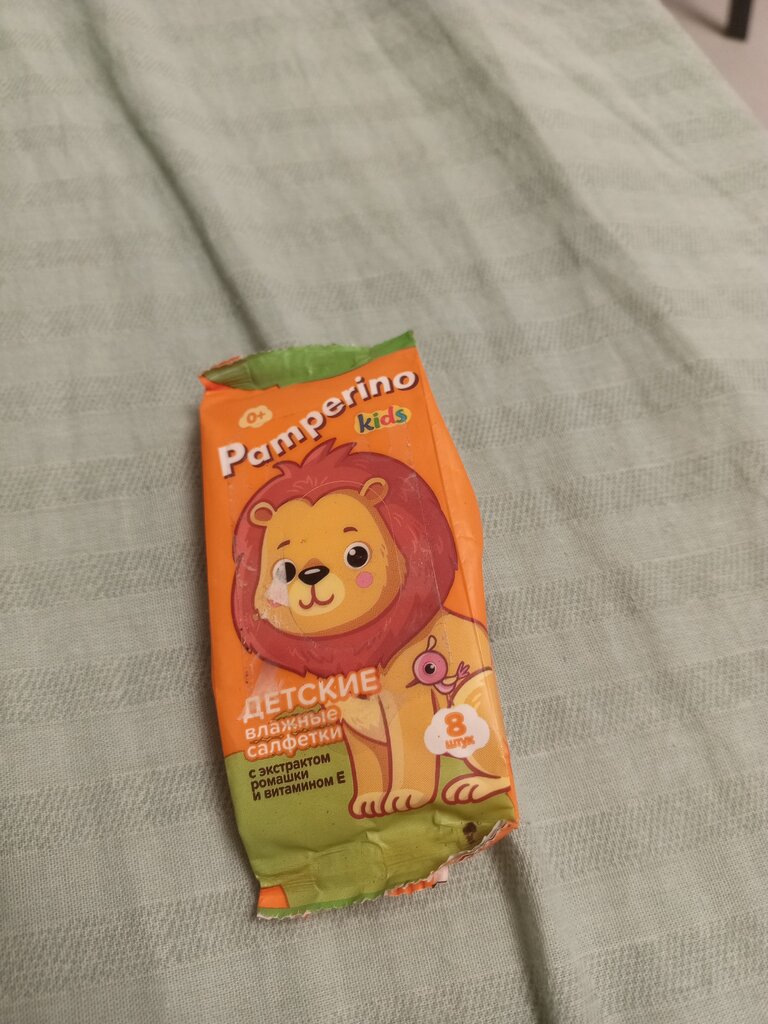 0+
Pamperino
kids
ДЕТСКИЕ
влажные
салфетки
с экстрактом
ромашки
и витамином Е
8
штук